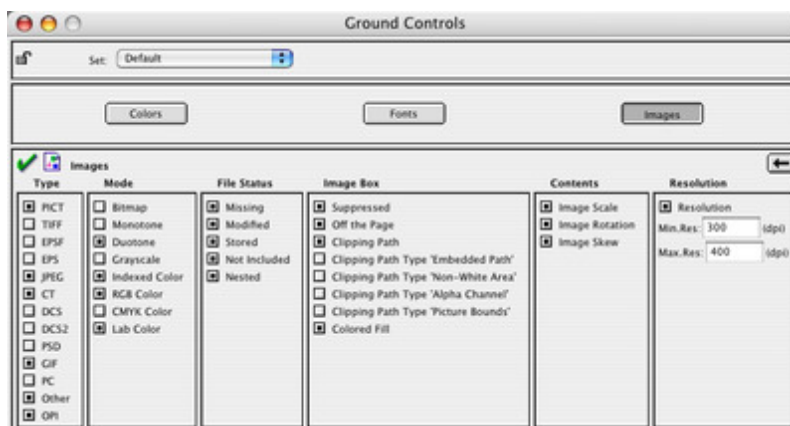 Ground Controls
Set: Default
Colors Fonts Images
Images
Type Mode File Status Image Box Contents Resolution
PICT Bitmap Missing Suppressed Image Scale Resolution
TIFF Monotone Modified Off the Page Image Rotation Min.Res: 300 (dpi)
EPSF Duotone Stored Clipping Path Image Skew Max.Res: 400 (dpi)
EPS Grayscale Not Included Clipping Path Type 'Embedded Path'
JPEG Indexed Color Nested Clipping Path Type 'Non-White Area'
CT RGB Color Clipping Path Type 'Alpha Channel'
DCS CMYK Color Clipping Path Type 'Picture Bounds'
DCS2 Lab Color Colored Fill
PSD
GIF
PC
Other
OPI